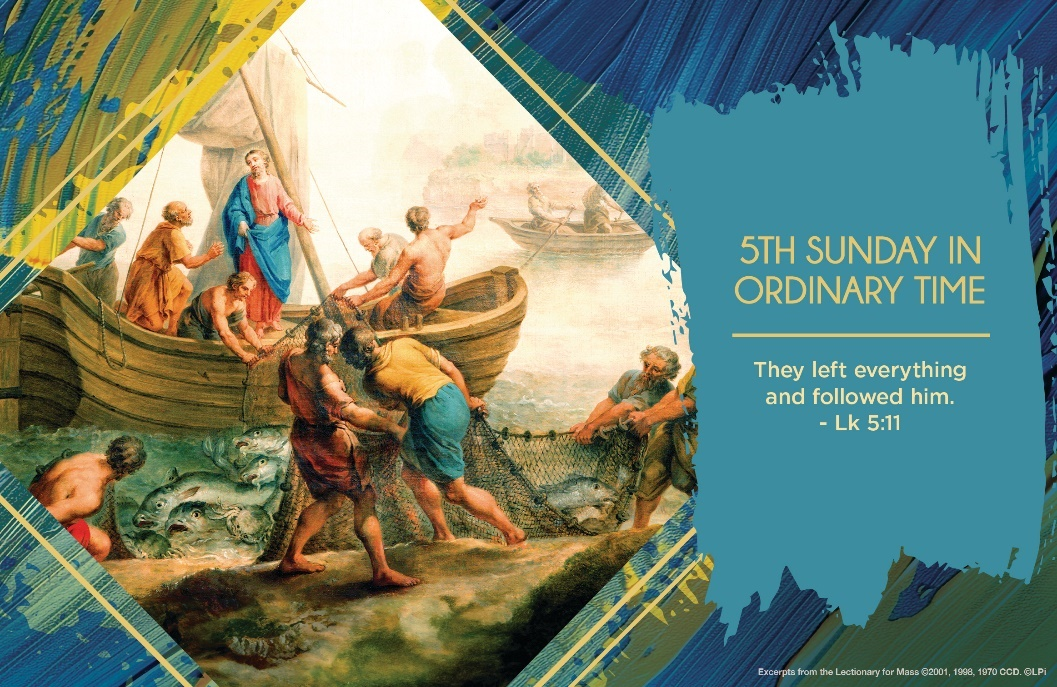 5TH SUNDAY IN
ORDINARY TIME
They left everything
and followed him.
- Lk 5:11
Excerpts from the Lectionary for Mass ©2001, 1998, 1970 CCD. ©LPi